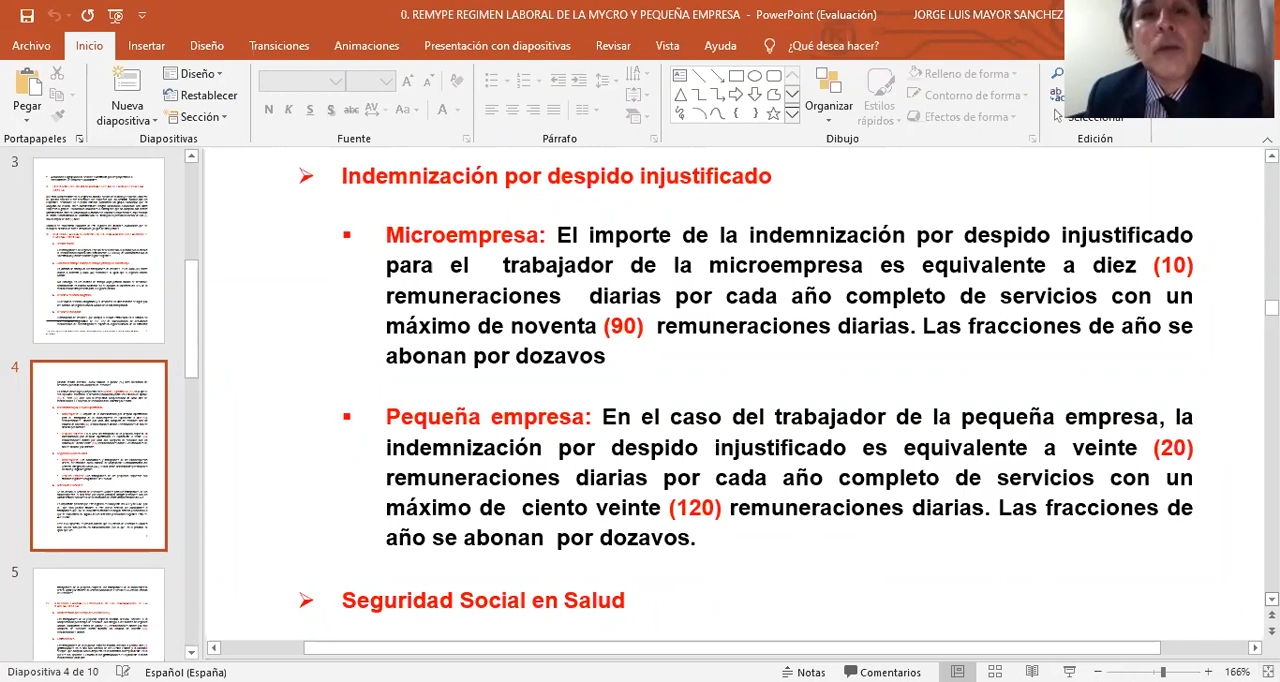 0. REMYPE REGIMEN LABORAL DE LA MYCRO Y PEQUEÑA EMPRESA - PowerPoint (Evaluación)
JORGE LUIS MAYOR SANCHEZ
Archivo Inicio Insertar Diseño Transiciones Animaciones Presentación con diapositivas Revisar Vista Ayuda ¿Qué desea hacer?
Pegar
Nueva diapositiva
Diseño
Restablecer
Sección
N K S S abc AV Aa A
Organizar
Estilos rápidos
Relleno de forma
Contorno de forma
Efectos de forma
Seleccionar
Portapapeles Diapositivas Fuente Párrafo Dibujo Edición
3
4
5
Indemnización por despido injustificado
Microempresa: El importe de la indemnización por despido injustificado
para el trabajador de la microempresa es equivalente a diez (10)
remuneraciones diarias por cada año completo de servicios con un
máximo de noventa (90) remuneraciones diarias. Las fracciones de año se
abonan por dozavos
Pequeña empresa: En el caso del trabajador de la pequeña empresa, la
indemnización por despido injustificado es equivalente a veinte (20)
remuneraciones diarias por cada año completo de servicios con un
máximo de ciento veinte (120) remuneraciones diarias. Las fracciones de
año se abonan por dozavos.
Seguridad Social en Salud
Diapositiva 4 de 10 Español (España) Notas Comentarios 166%